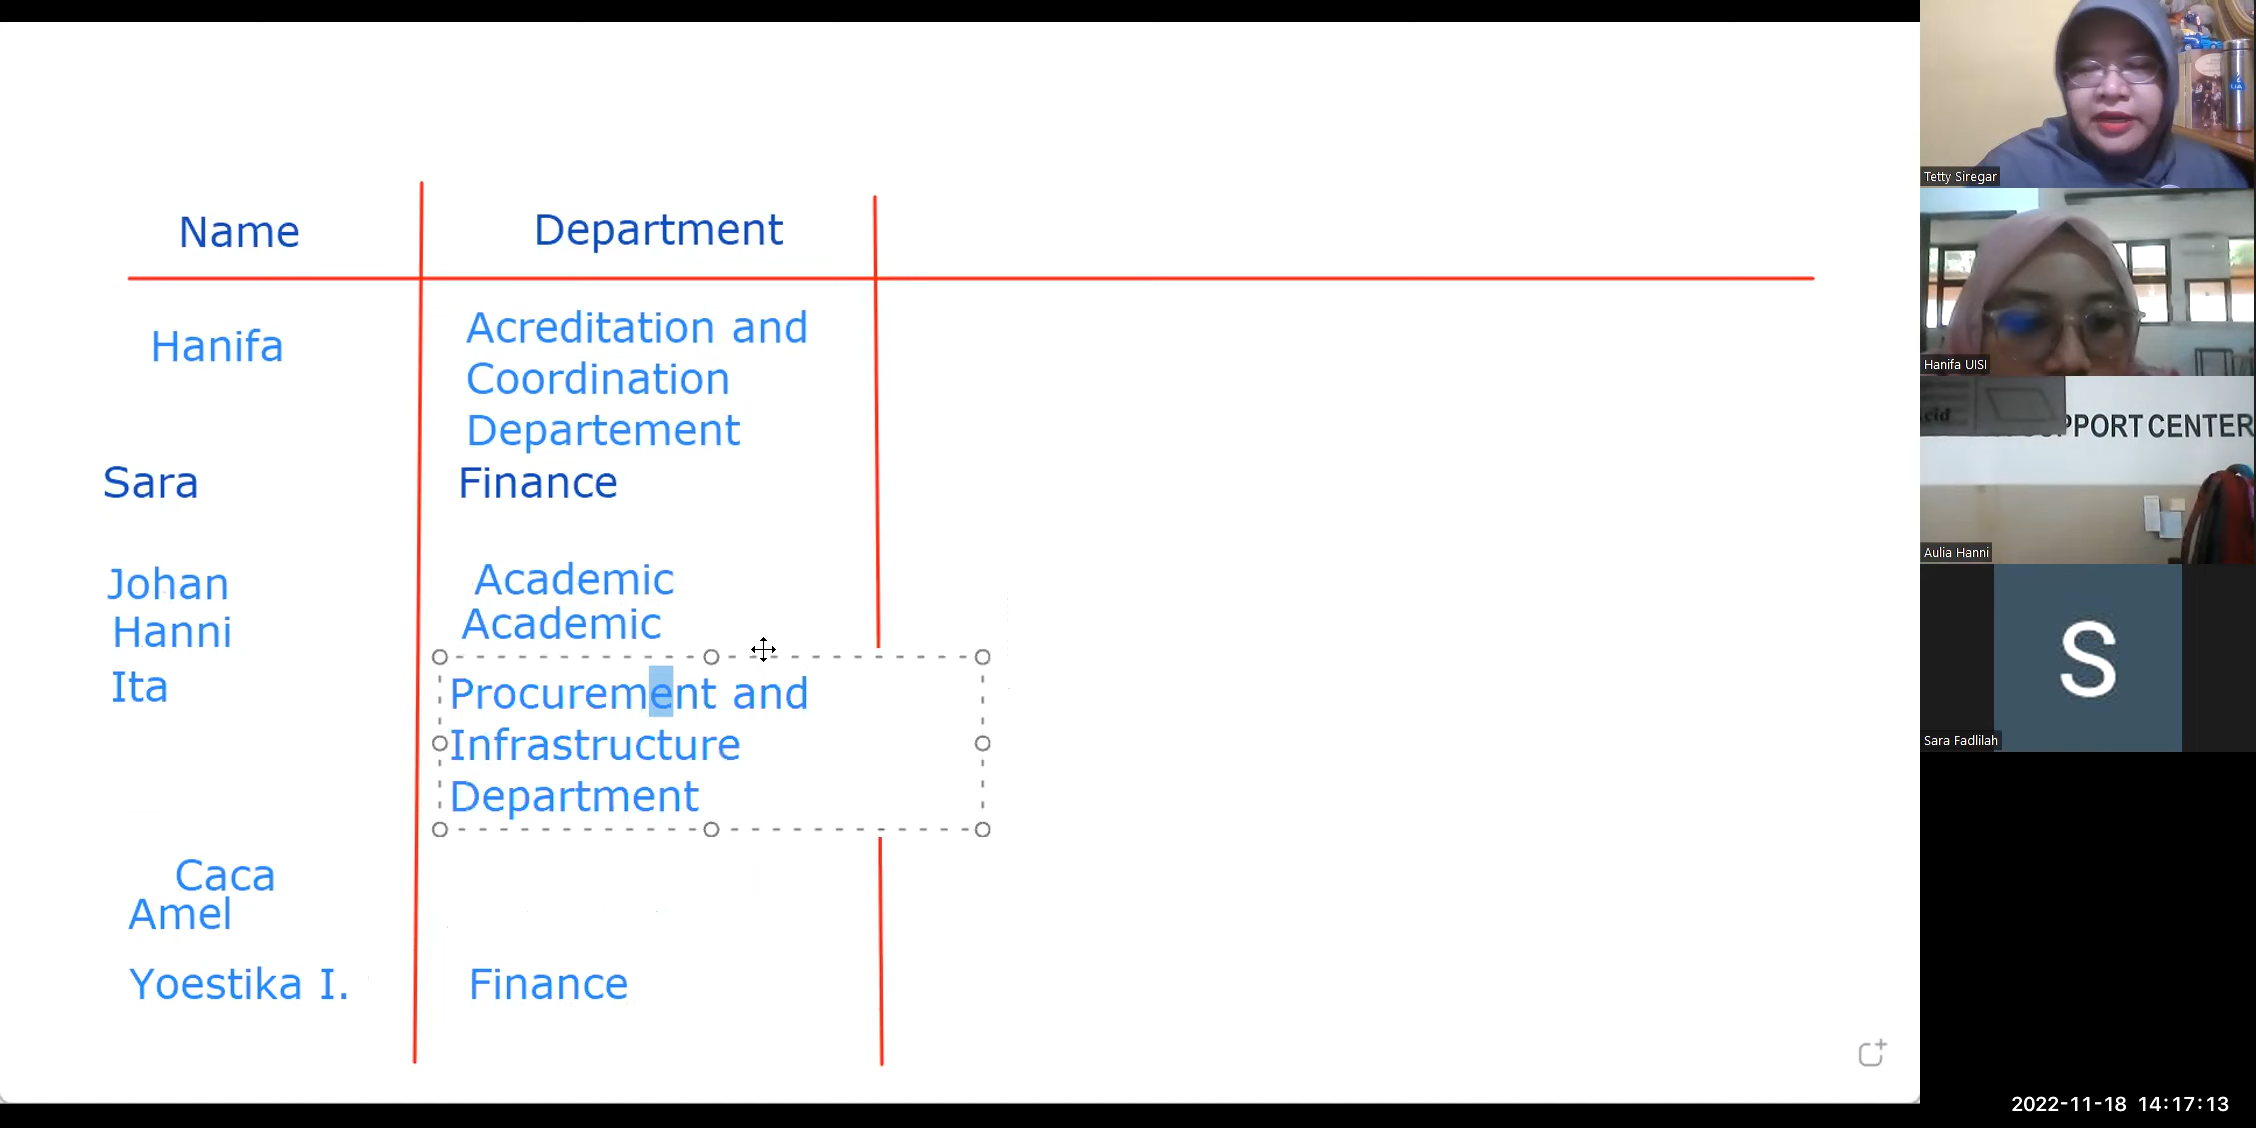 Name Department
Hanifa Acreditation and
Coordination
Departement
Sara Finance
Johan Academic
Hanni Academic
Ita Procurement and
Infrastructure
Department
Caca
Amel
Yoestika I. Finance
Tetty Siregar
Hanifa UISI
PPORT CENTER
Aulia Hanni
S
Sara Fadlilah
2022-11-18 14:17:13